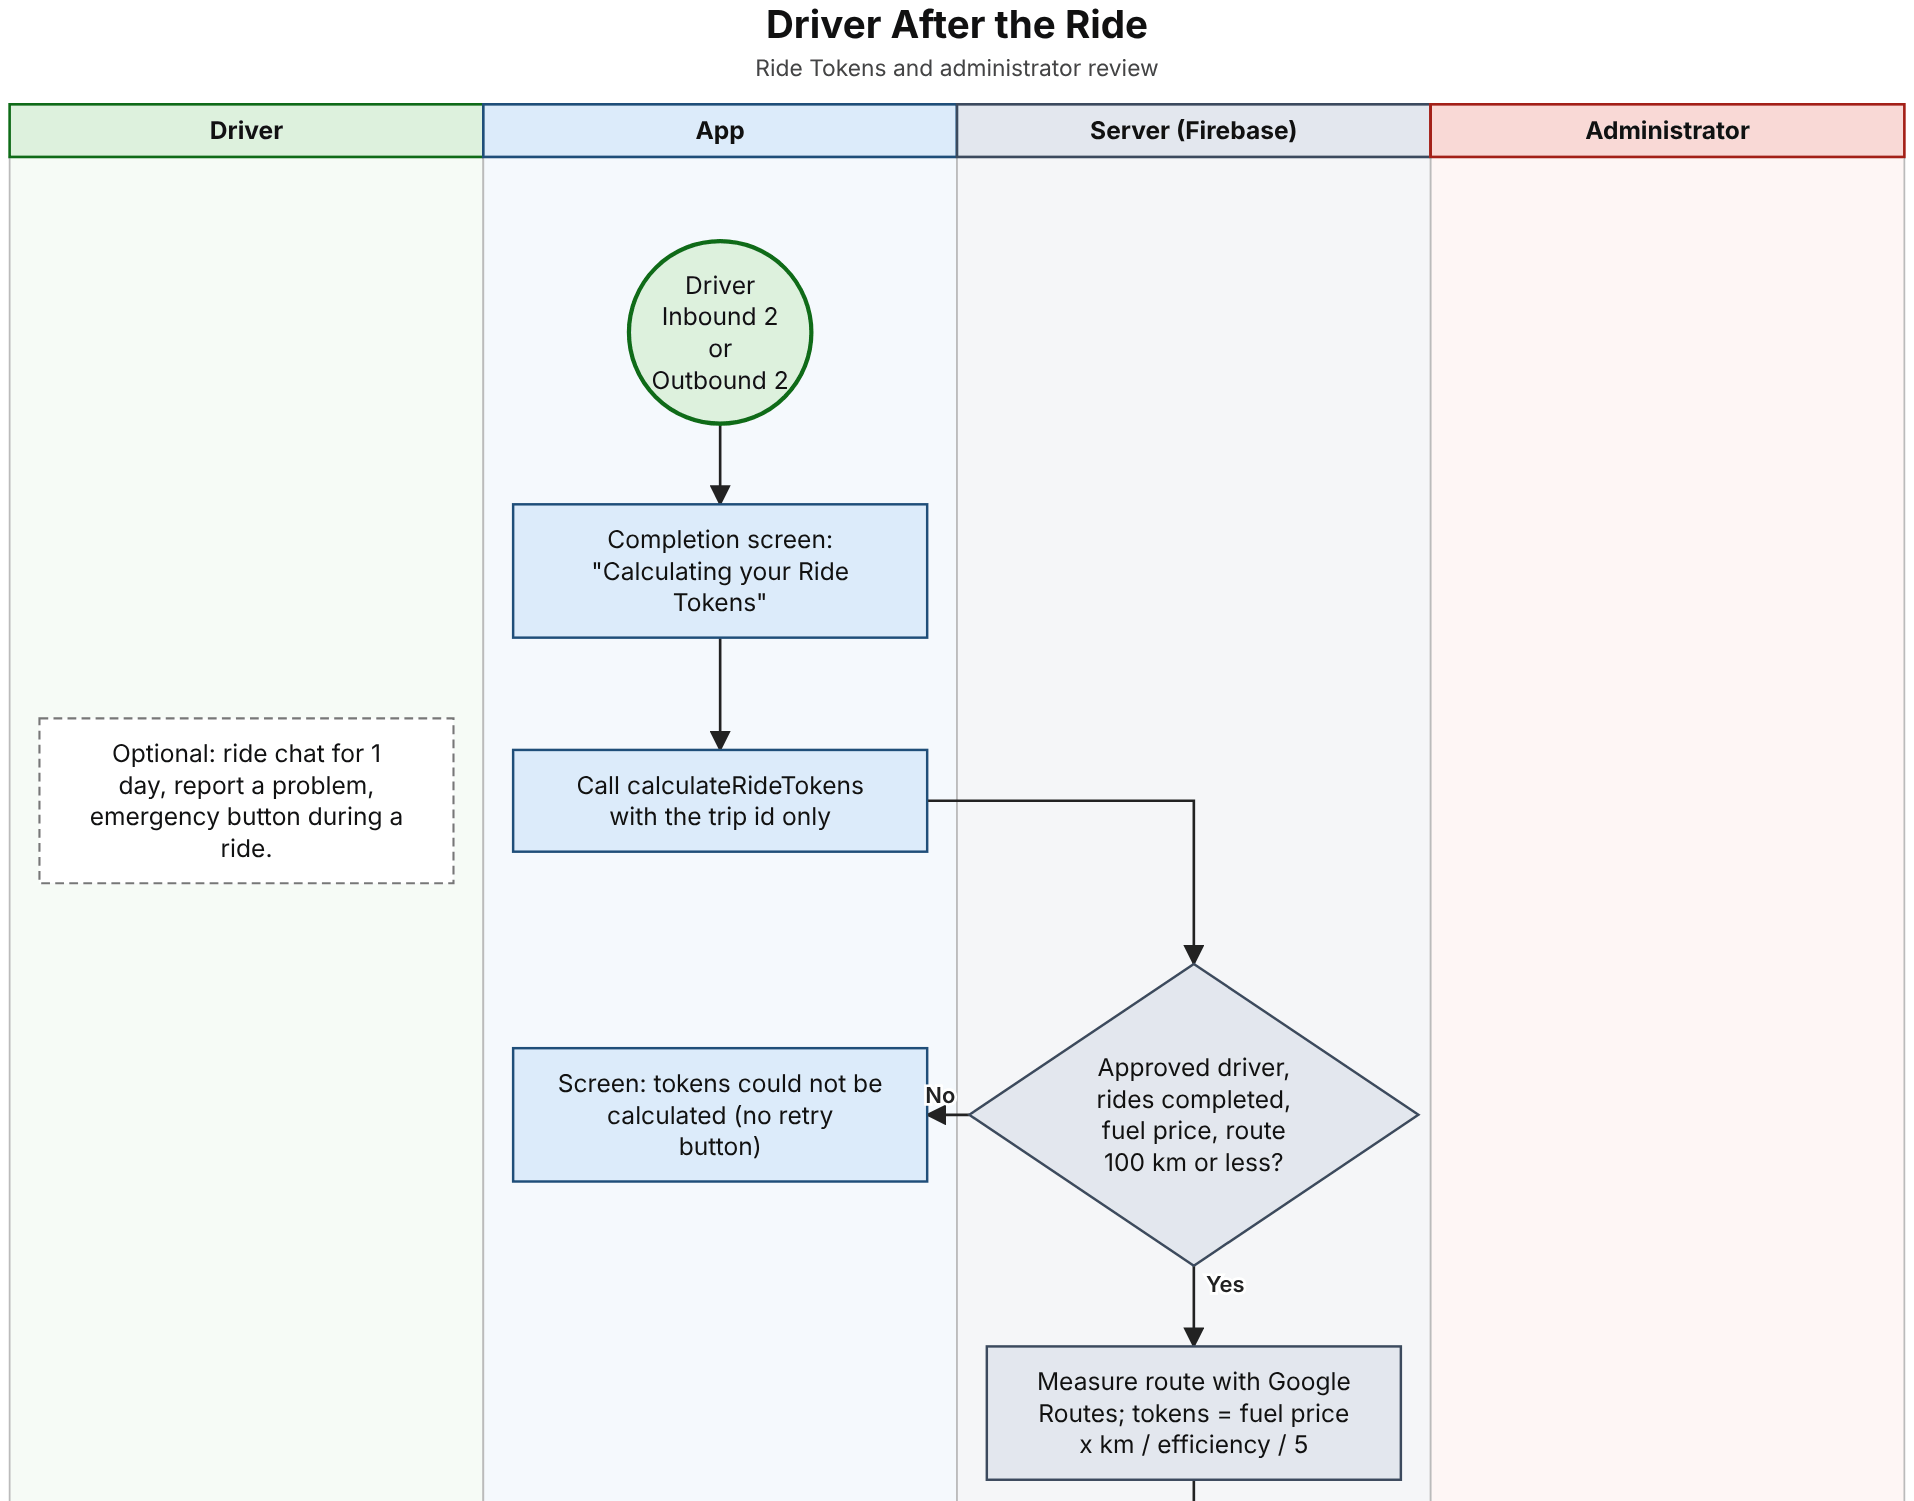 Driver After the Ride
Ride Tokens and administrator review
Driver
App
Server (Firebase)
Administrator
Driver
Inbound 2
or
Outbound 2
Completion screen:
"Calculating your Ride
Tokens"
Optional: ride chat for 1
day, report a problem,
emergency button during a
ride.
Call calculateRideTokens
with the trip id only
Screen: tokens could not be
calculated (no retry
button)
No
Approved driver,
rides completed,
fuel price, route
100 km or less?
Yes
Measure route with Google
Routes; tokens = fuel price
x km / efficiency / 5